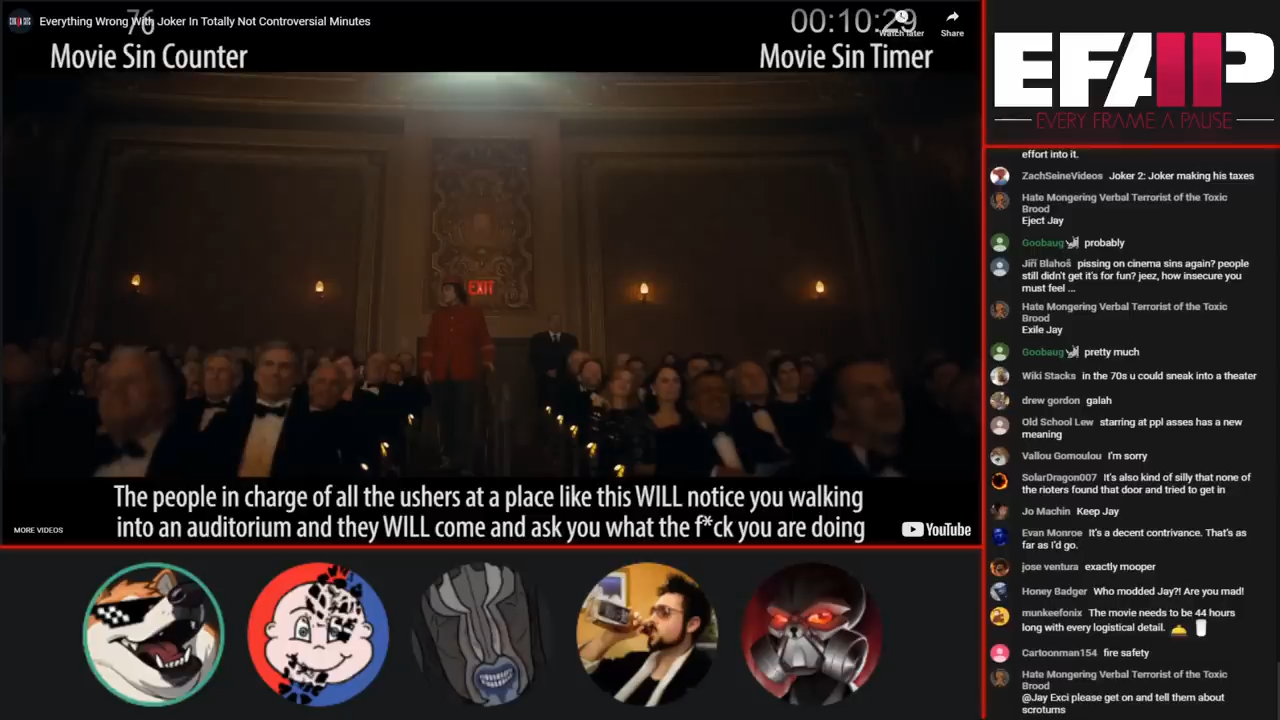 Everything Wrong With Joker In Totally Not Controversial Minutes
76
Movie Sin Counter
00:10:29
Watch later
Share
Movie Sin Timer
EXIT
The people in charge of all the ushers at a place like this WILL notice you walking
into an auditorium and they WILL come and ask you what the f*ck you are doing
MORE VIDEOS
YouTube
EFAP
EVERY FRAME A PAUSE
effort into it.
ZachSeineVideos Joker 2: Joker making his taxes
Hate Mongering Verbal Terrorist of the Toxic
Brood
Eject Jay
Goobaug probably
Jiří Blahoš pissing on cinema sins again? people
still didn't get it's for fun? jeez, how insecure you
must feel ...
Hate Mongering Verbal Terrorist of the Toxic
Brood
Exile Jay
Goobaug pretty much
Wiki Stacks in the 70s u could sneak into a theater
drew gordon galah
Old School Lew starring at ppl asses has a new
meaning
Vallou Gomoulou I'm sorry
SolarDragon007 It's also kind of silly that none of
the rioters found that door and tried to get in
Jo Machin Keep Jay
Evan Monroe It's a decent contrivance. That's as
far as I'd go.
jose ventura exactly mooper
Honey Badger Who modded Jay?! Are you mad!
munkeefonix The movie needs to be 44 hours
long with every logistical detail.
Cartoonman154 fire safety
Hate Mongering Verbal Terrorist of the Toxic
Brood
@Jay Exci please get on and tell them about
scrotums